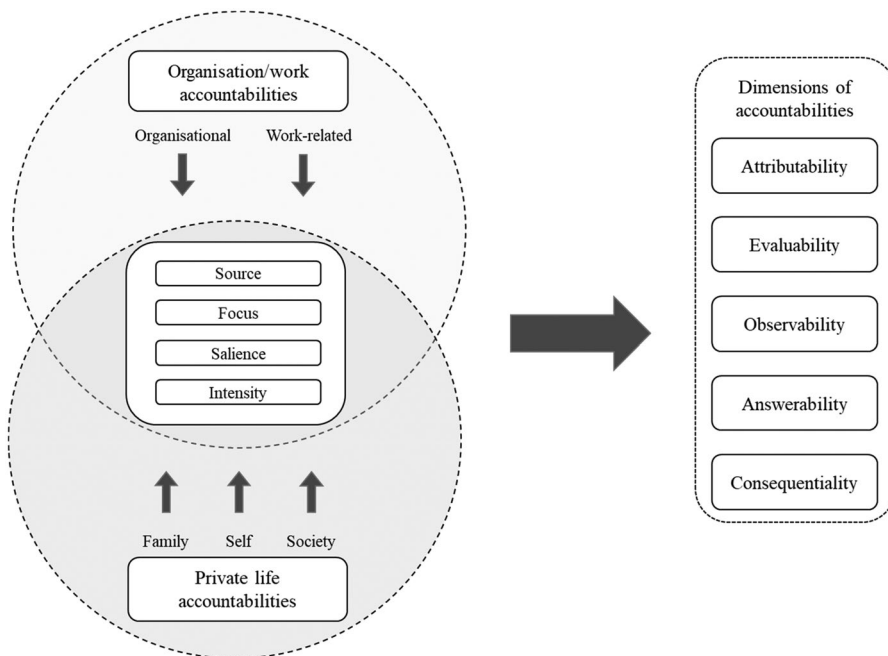 Organisation/work
accountabilities
Organisational
Work-related
Source
Focus
Salience
Intensity
Family
Self
Society
Private life
accountabilities
Dimensions of
accountabilities
Attributability
Evaluability
Observability
Answerability
Consequentiality